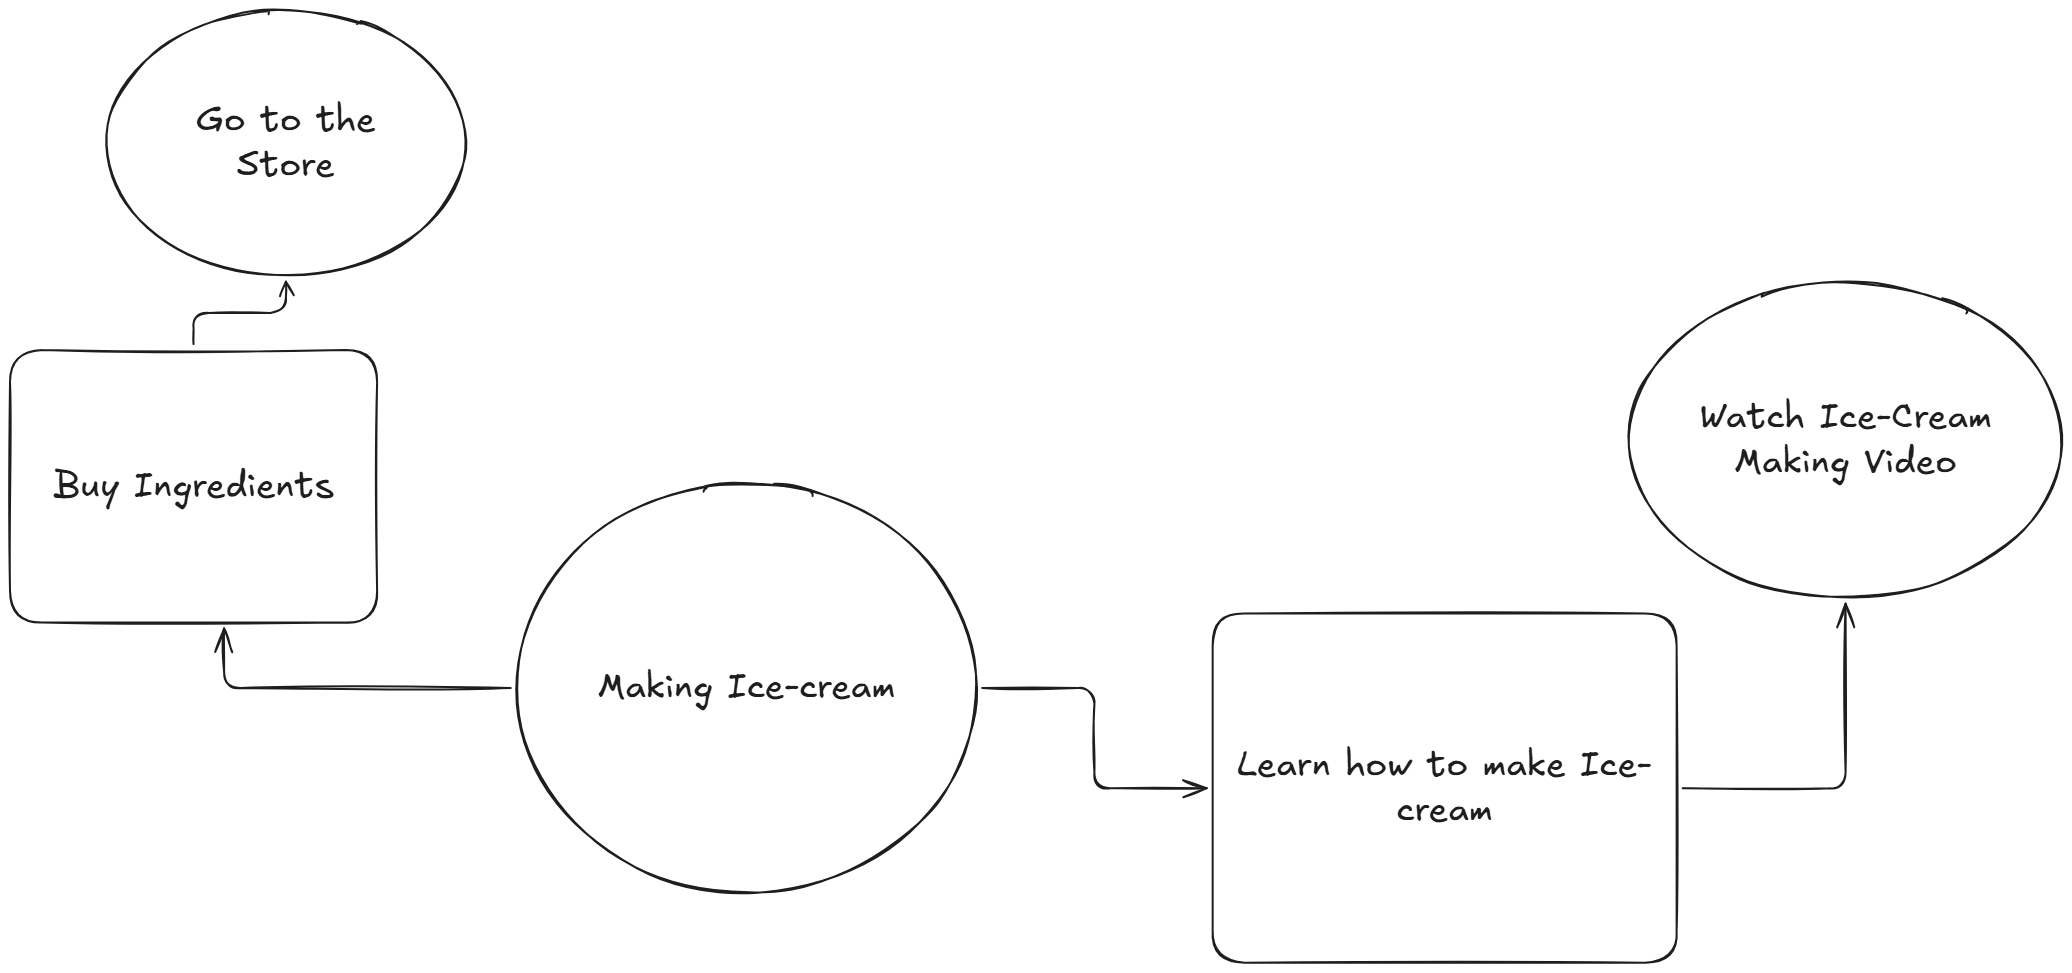 Go to the
Store
Buy Ingredients
Making Ice-cream
Learn how to make Ice-
cream
Watch Ice-Cream
Making Video